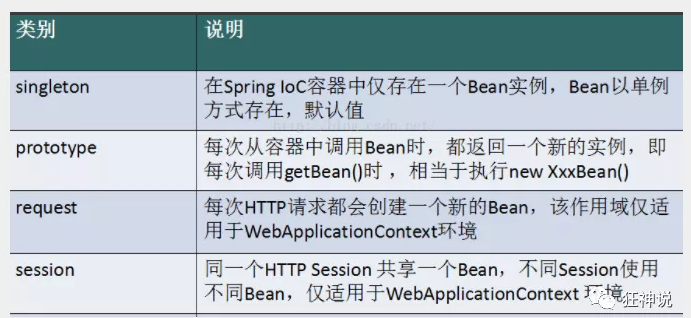 类别 说明
singleton 在Spring IoC容器中仅存在一个Bean实例，Bean以单例
方式存在，默认值
prototype 每次从容器中调用Bean时，都返回一个新的实例，即
每次调用getBean()时 ，相当于执行new XxxBean()
request 每次HTTP请求都会创建一个新的Bean，该作用域仅适
用于WebApplicationContext环境
session 同一个HTTP Session 共享一个Bean，不同Session使用
不同Bean，仅适用于WebApplicationContext 环境
狂神说